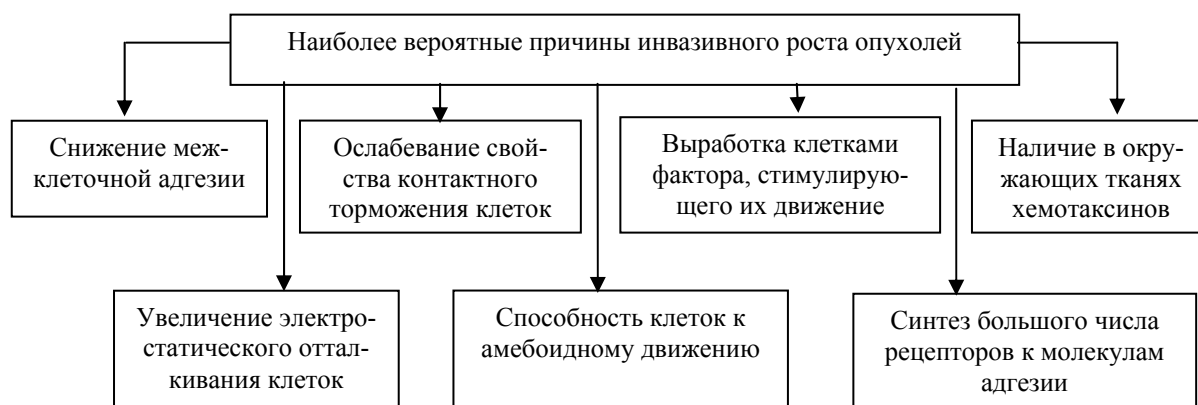 Наиболее вероятные причины инвазивного роста опухолей
Снижение меж-
клеточной адгезии
Ослабевание свой-
ства контактного
торможения клеток
Выработка клетками
фактора, стимулирую-
щего их движение
Наличие в окру-
жающих тканях
хемотаксинов
Увеличение электро-
статического оттал-
кивания клеток
Способность клеток к
амебоидному движению
Синтез большого числа
рецепторов к молекулам
адгезии